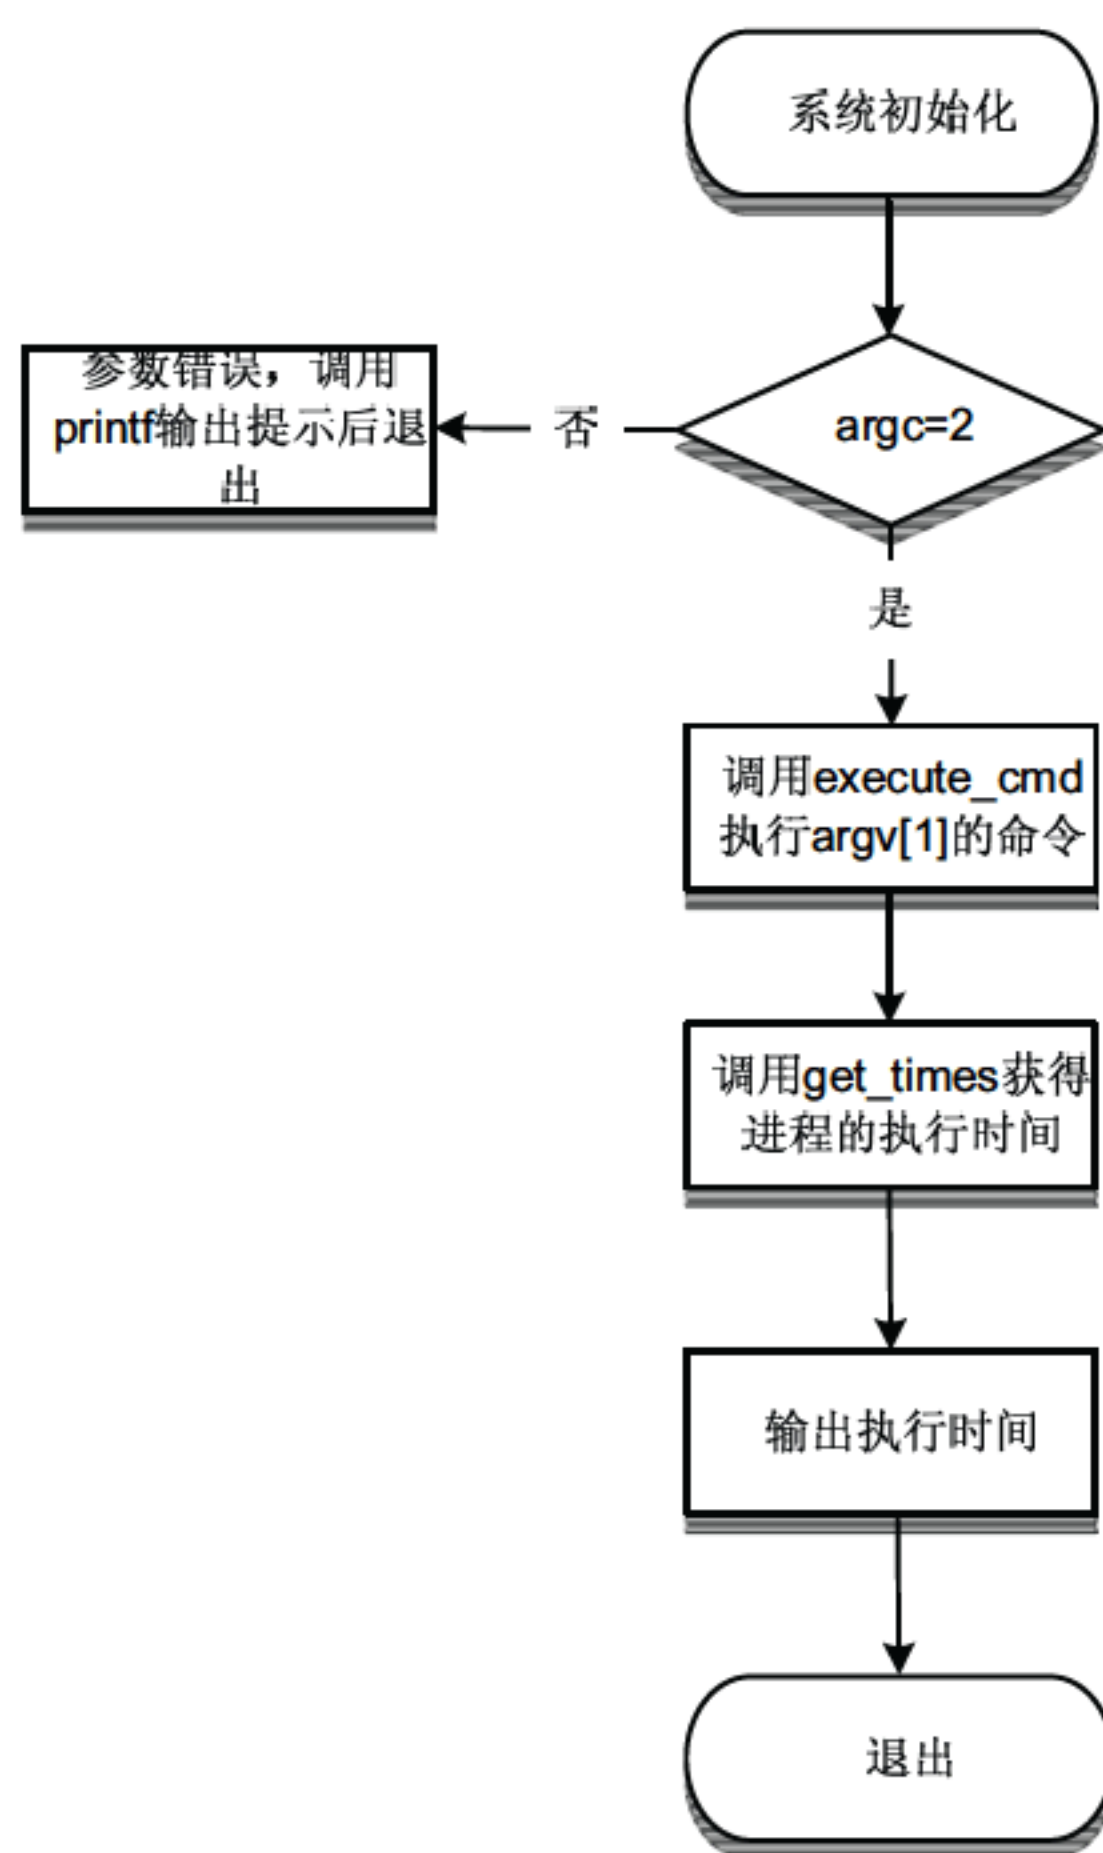 系统初始化
argc=2
否
参数错误，调用
printf输出提示后退
出
是
调用execute_cmd
执行argv[1]的命令
调用get_times获得
进程的执行时间
输出执行时间
退出